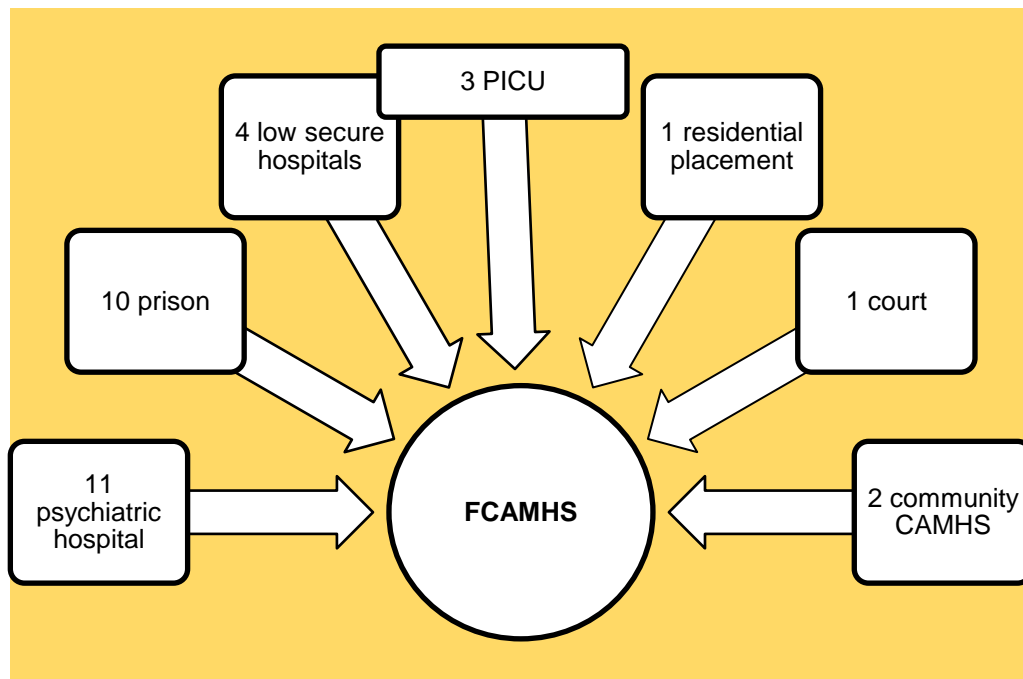 3 PICU
4 low secure
hospitals
1 residential
placement
10 prison
1 court
11
psychiatric
hospital
FCAMHS
2 community
CAMHS